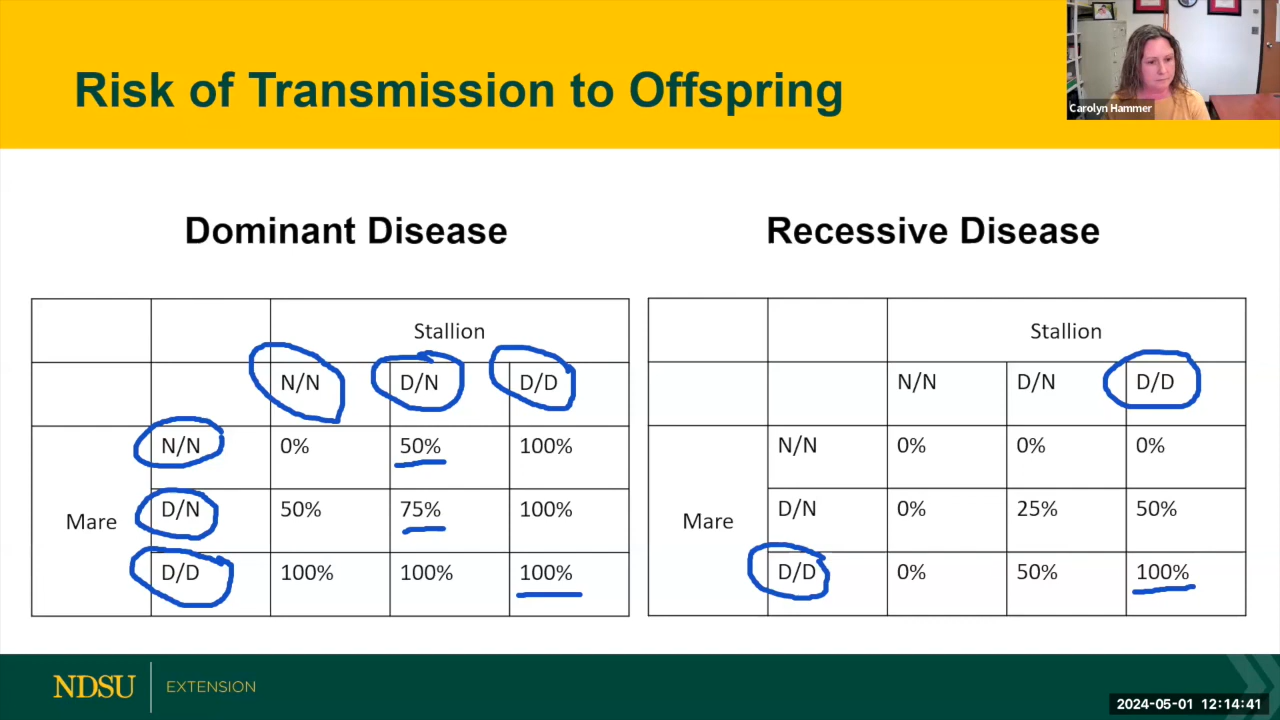 Risk of Transmission to Offspring
Carolyn Hammer
Dominant Disease
Stallion
N/N D/N D/D
N/N 0% 50% 100%
Mare D/N 50% 75% 100%
D/D 100% 100% 100%
Recessive Disease
Stallion
N/N D/N D/D
N/N 0% 0% 0%
Mare D/N 0% 25% 50%
D/D 0% 50% 100%
NDSU EXTENSION
2024-05-01 12:14:41